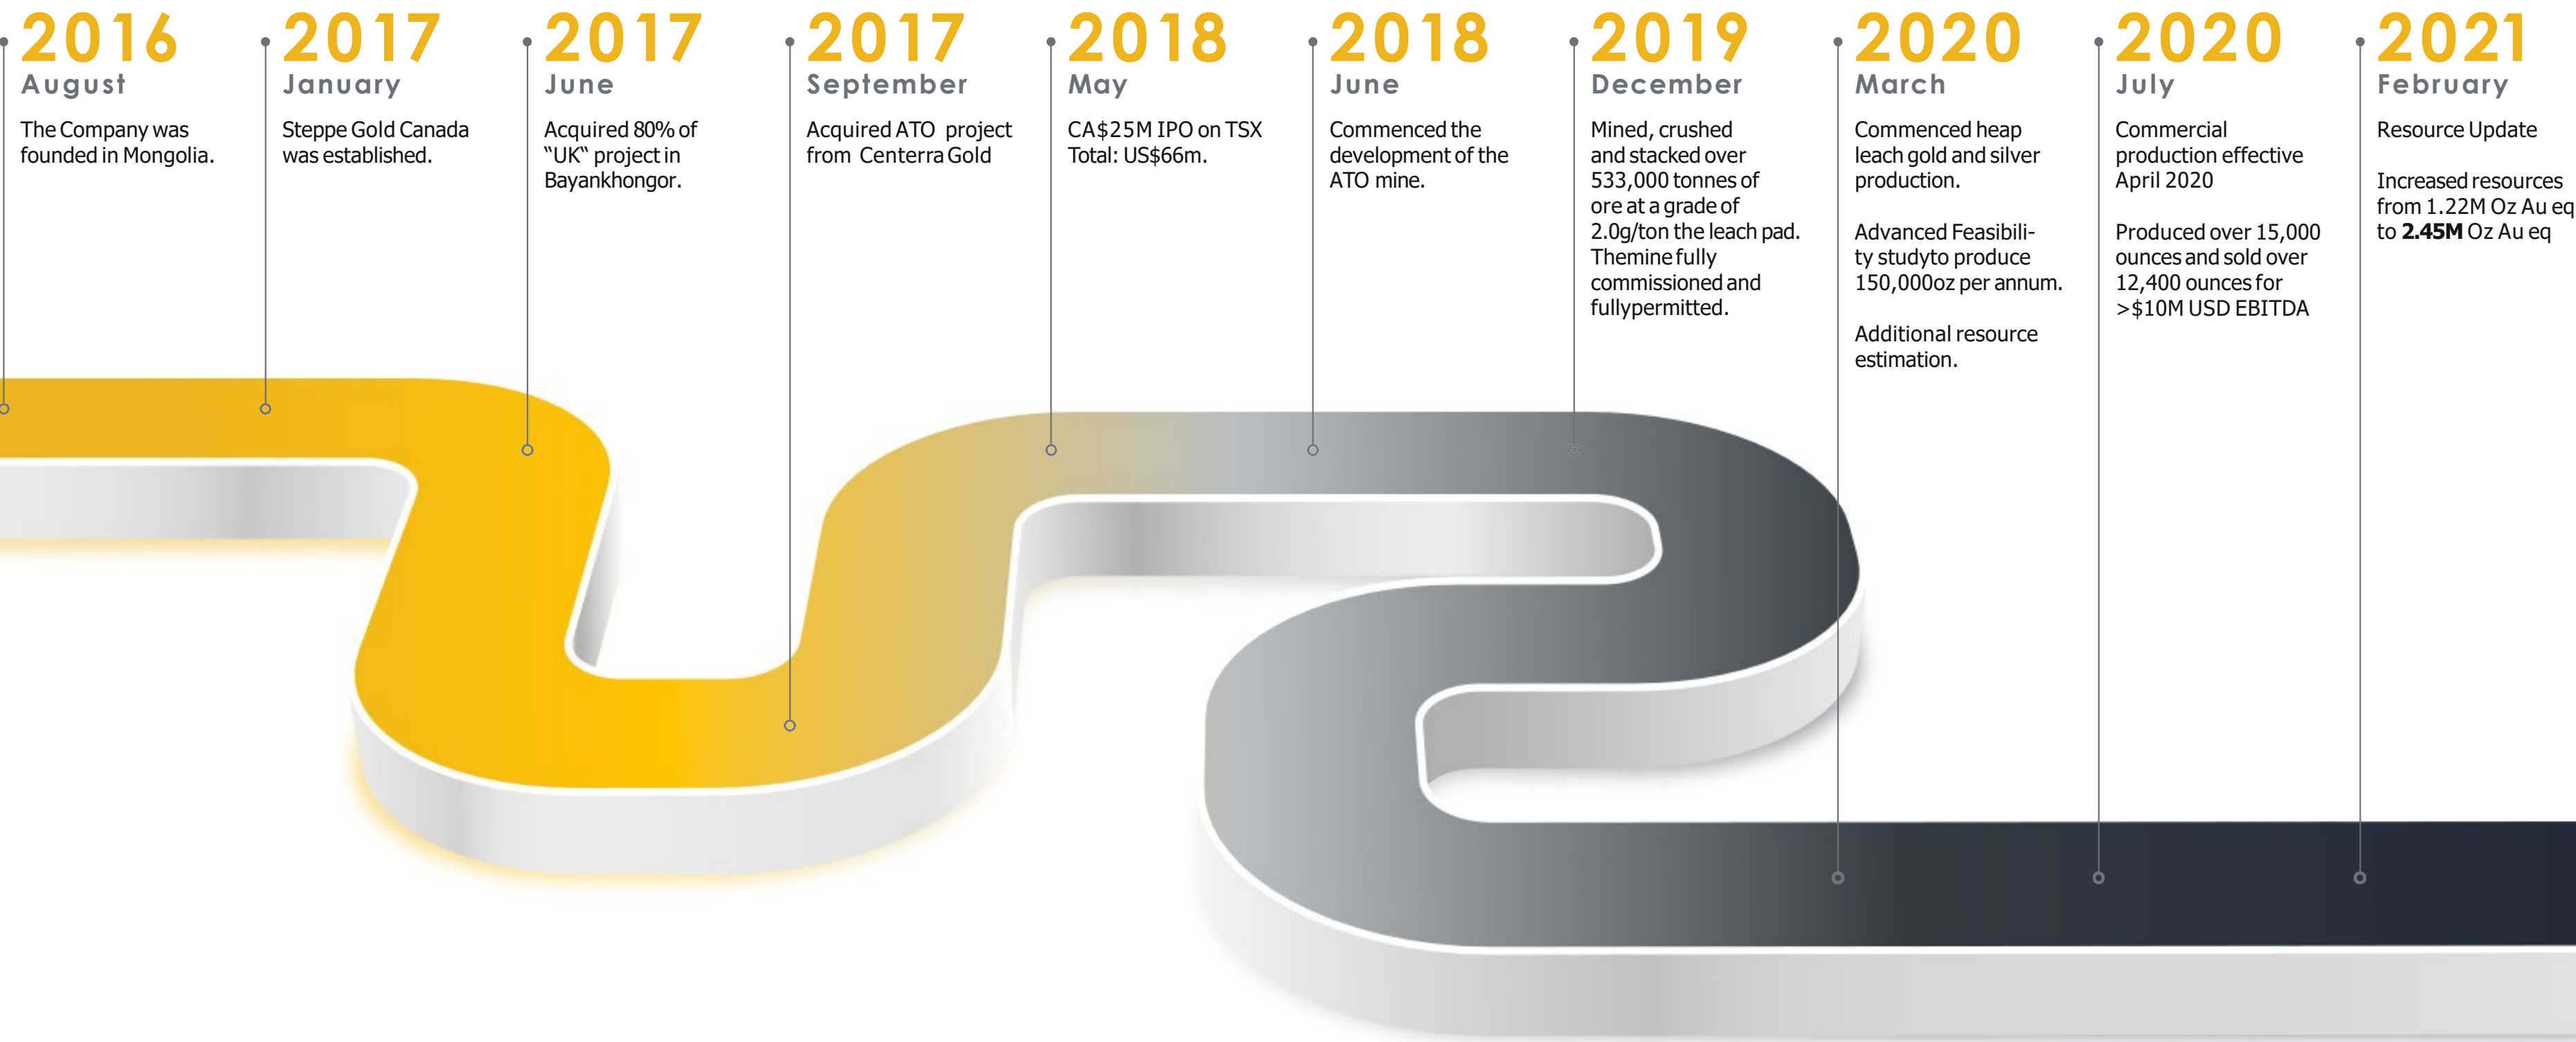 2016
August
The Company was
founded in Mongolia.
2017
January
Steppe Gold Canada
was established.
2017
June
Acquired 80% of
“UK“ project in
Bayankhongor.
2017
September
Acquired ATO project
from Centerra Gold
2018
May
CA$25M IPO on TSX
Total: US$66m.
2018
June
Commenced the
development of the
ATO mine.
2019
December
Mined, crushed
and stacked over
533,000 tonnes of
ore at a grade of
2.0g/ton the leach pad.
Themine fully
commissioned and
fullypermitted.
2020
March
Commenced heap
leach gold and silver
production.
Advanced Feasibili-
ty studyto produce
150,000oz per annum.
Additional resource
estimation.
2020
July
Commercial
production effective
April 2020
Produced over 15,000
ounces and sold over
12,400 ounces for
>$10M USD EBITDA
2021
February
Resource Update
Increased resources
from 1.22M Oz Au eq
to 2.45M Oz Au eq